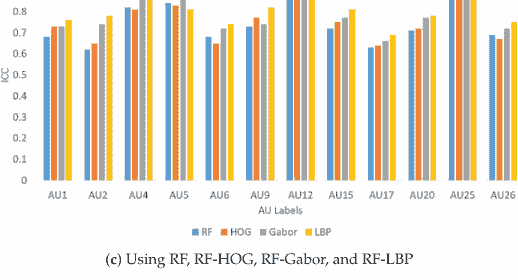 0.8
0.7
0.6
0.5
0.4
0.3
0.2
0.1
0
ICC
AU1 AU2 AU4 AU5 AU6 AU9 AU12 AU15 AU17 AU20 AU25 AU26
AU Labels
RF HOG Gabor LBP
(c) Using RF, RF-HOG, RF-Gabor, and RF-LBP